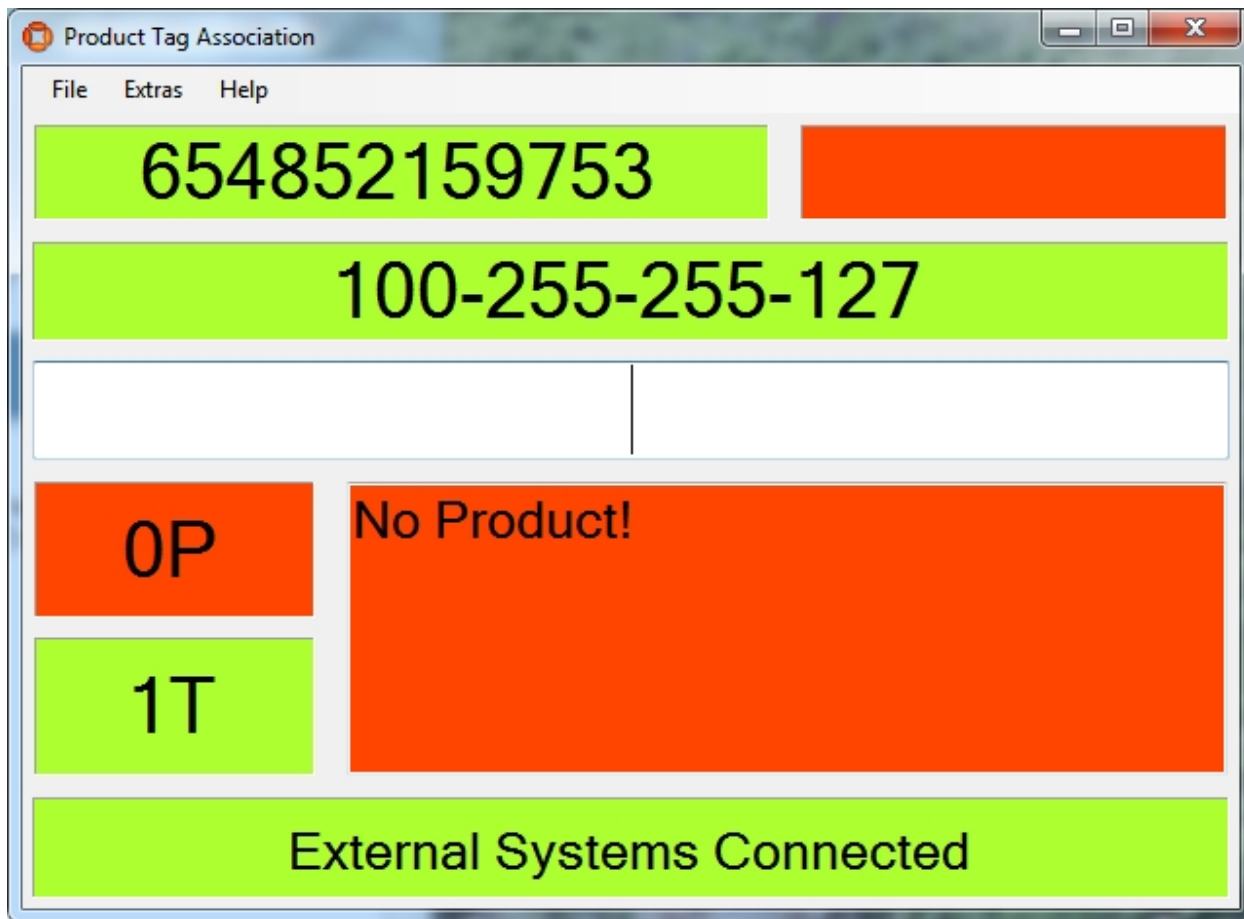 Product Tag Association
File Extras Help
654852159753
100-255-255-127
0P
No Product!
1T
External Systems Connected